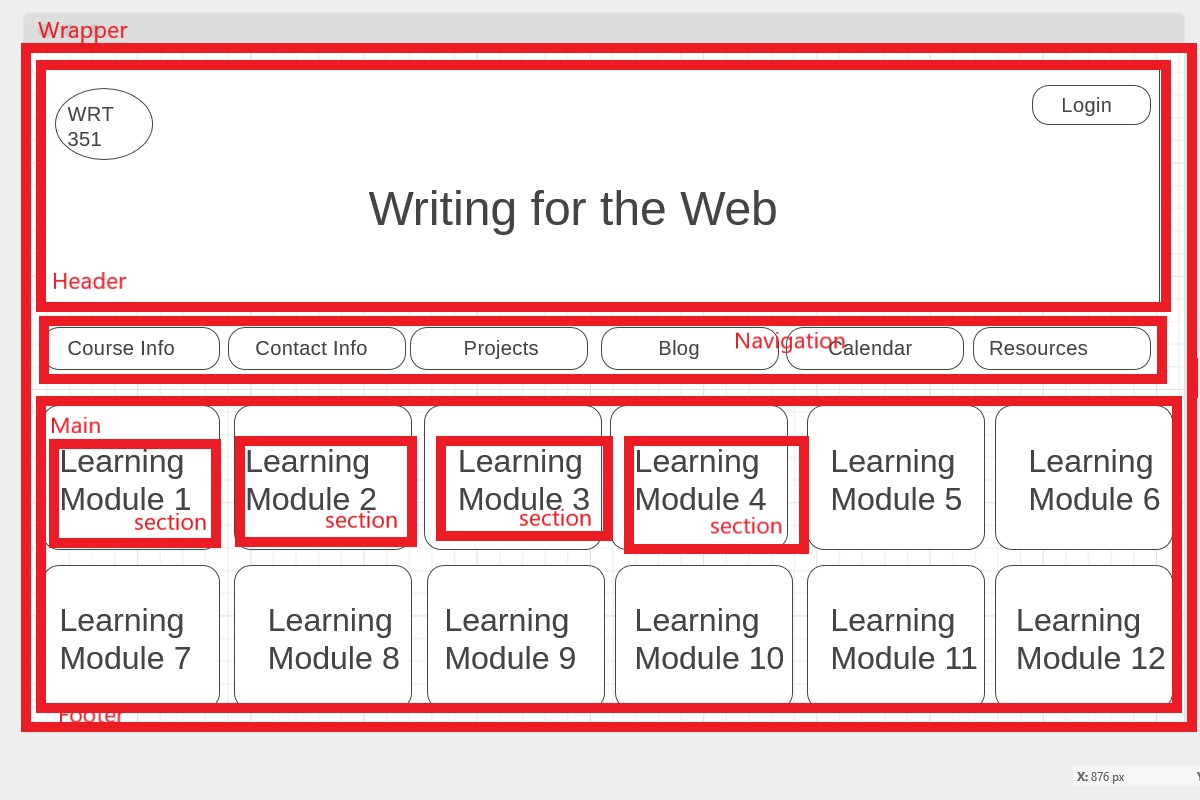 Wrapper
WRT
351
Login
Writing for the Web
Header
Course Info
Contact Info
Projects
Blog
Navigation
Calendar
Resources
Main
Learning
Module 1
section
Learning
Module 2
section
Learning
Module 3
section
Learning
Module 4
section
Learning
Module 5
Learning
Module 6
Learning
Module 7
Learning
Module 8
Learning
Module 9
Learning
Module 10
Learning
Module 11
Learning
Module 12
Footer
X: 876 px